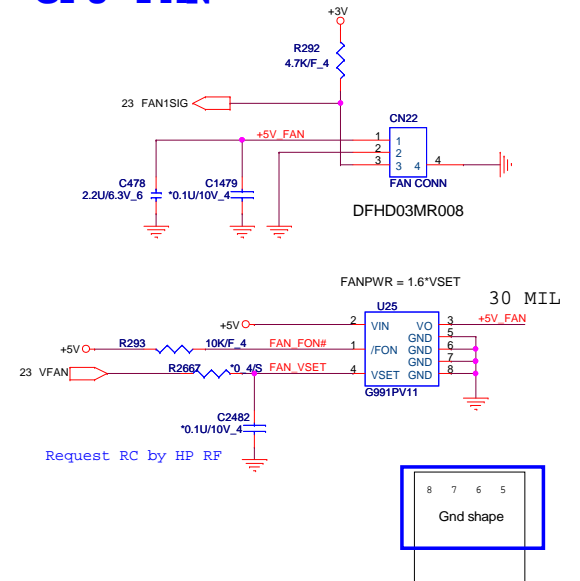 +3V
R292
4.7K/F_4
23 FAN1SIG
CN22
+5V_FAN
1 1
2 2
3 3 4 4
FAN CONN
C478
2.2U/6.3V_6
C1479
*0.1U/10V_4
DFHD03MR008
FANPWR = 1.6*VSET
30 MIL
U25
+5V 2 VIN VO 3 +5V_FAN
GND 5
+5V R293 10K/F_4 FAN_FON# 1 /FON GND 6
GND 7
23 VFAN R2667 *0_4/S FAN_VSET 4 VSET GND 8
G991PV11
C2482
*0.1U/10V_4
Request RC by HP RF
8 7 6 5
Gnd shape